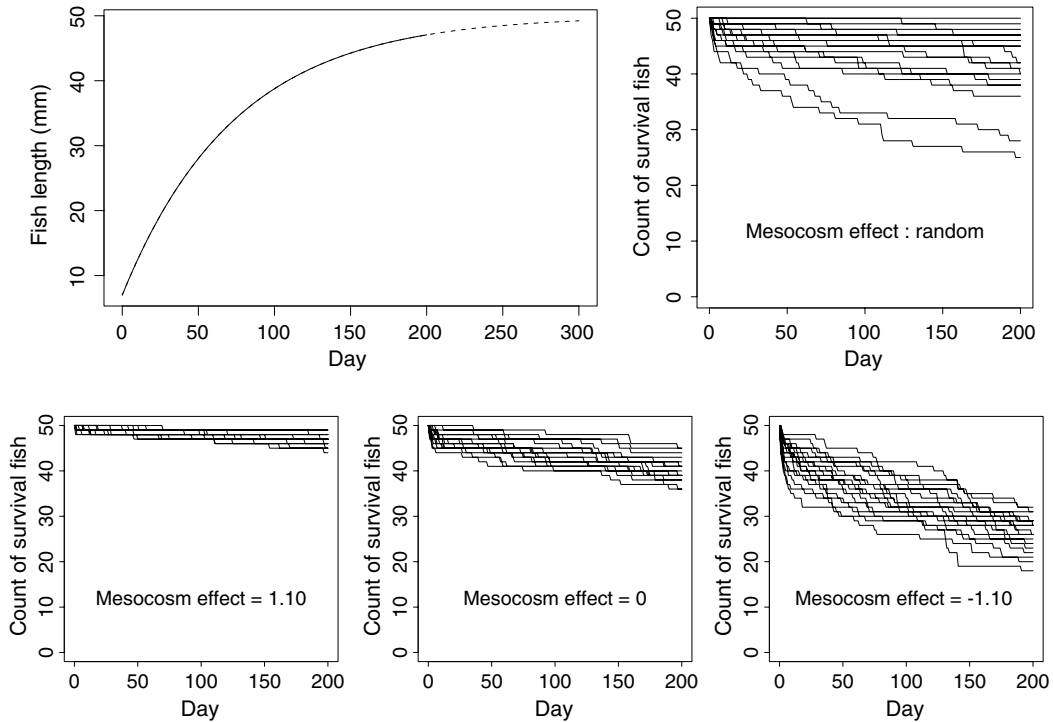 Fish length (mm)
10 20 30 40 50
0 50 100 150 200 250 300
Day
Count of survival fish
0 10 20 30 40 50
Mesocosm effect : random
0 50 100 150 200
Day
Count of survival fish
0 10 20 30 40 50
Mesocosm effect = 1.10
0 50 100 150 200
Day
Count of survival fish
0 10 20 30 40 50
Mesocosm effect = 0
0 50 100 150 200
Day
Count of survival fish
0 10 20 30 40 50
Mesocosm effect = -1.10
0 50 100 150 200
Day